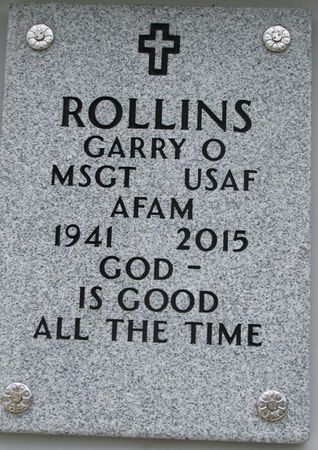 ROLLINS
GARRY O
MSGT USAF
AFAM
1941 2015
GOD -
IS GOOD
ALL THE TIME